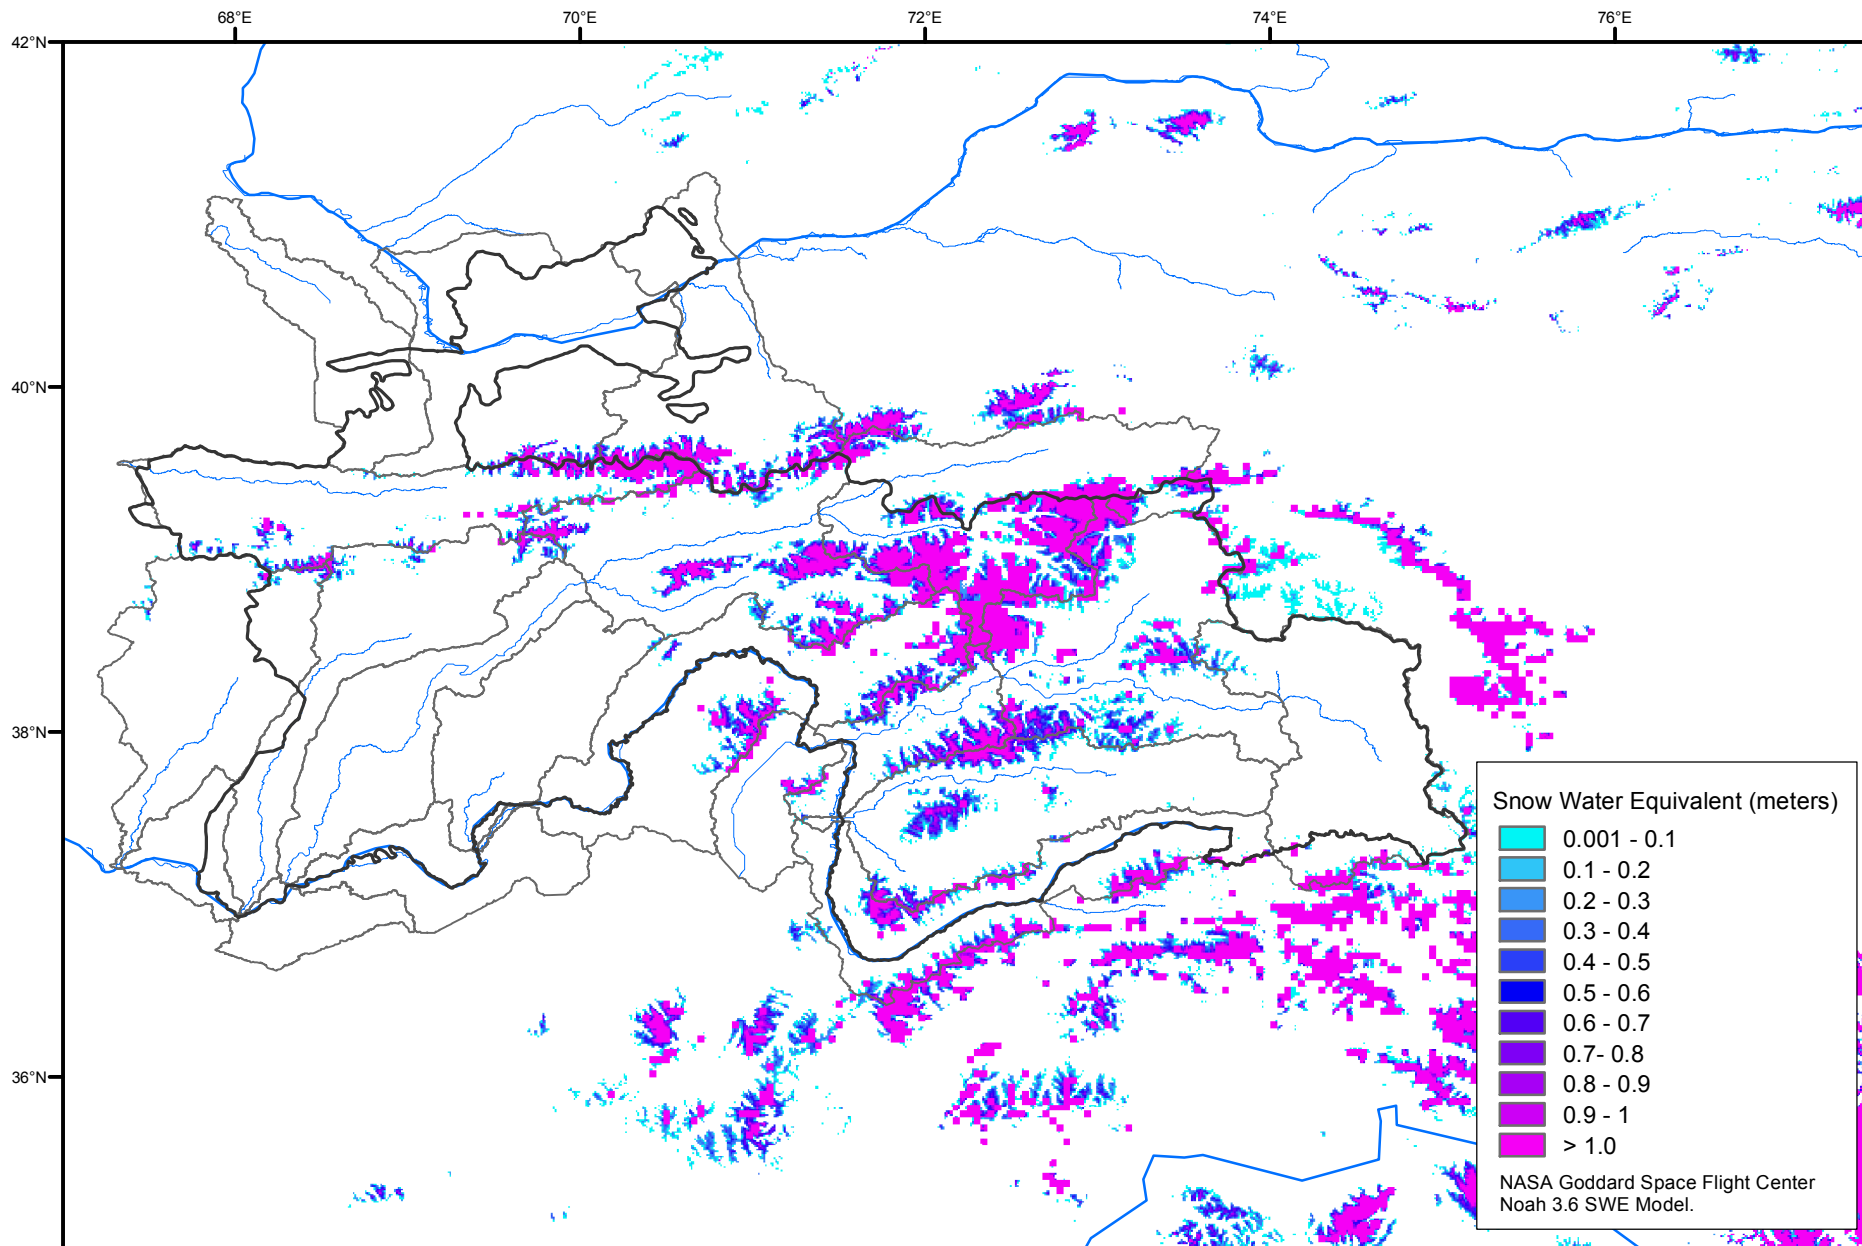 68°E 70°E 72°E 74°E 76°E
42°N
40°N
38°N
36°N
Snow Water Equivalent (meters)
0.001 - 0.1
0.1 - 0.2
0.2 - 0.3
0.3 - 0.4
0.4 - 0.5
0.5 - 0.6
0.6 - 0.7
0.7- 0.8
0.8 - 0.9
0.9 - 1
> 1.0
NASA Goddard Space Flight Center
Noah 3.6 SWE Model.